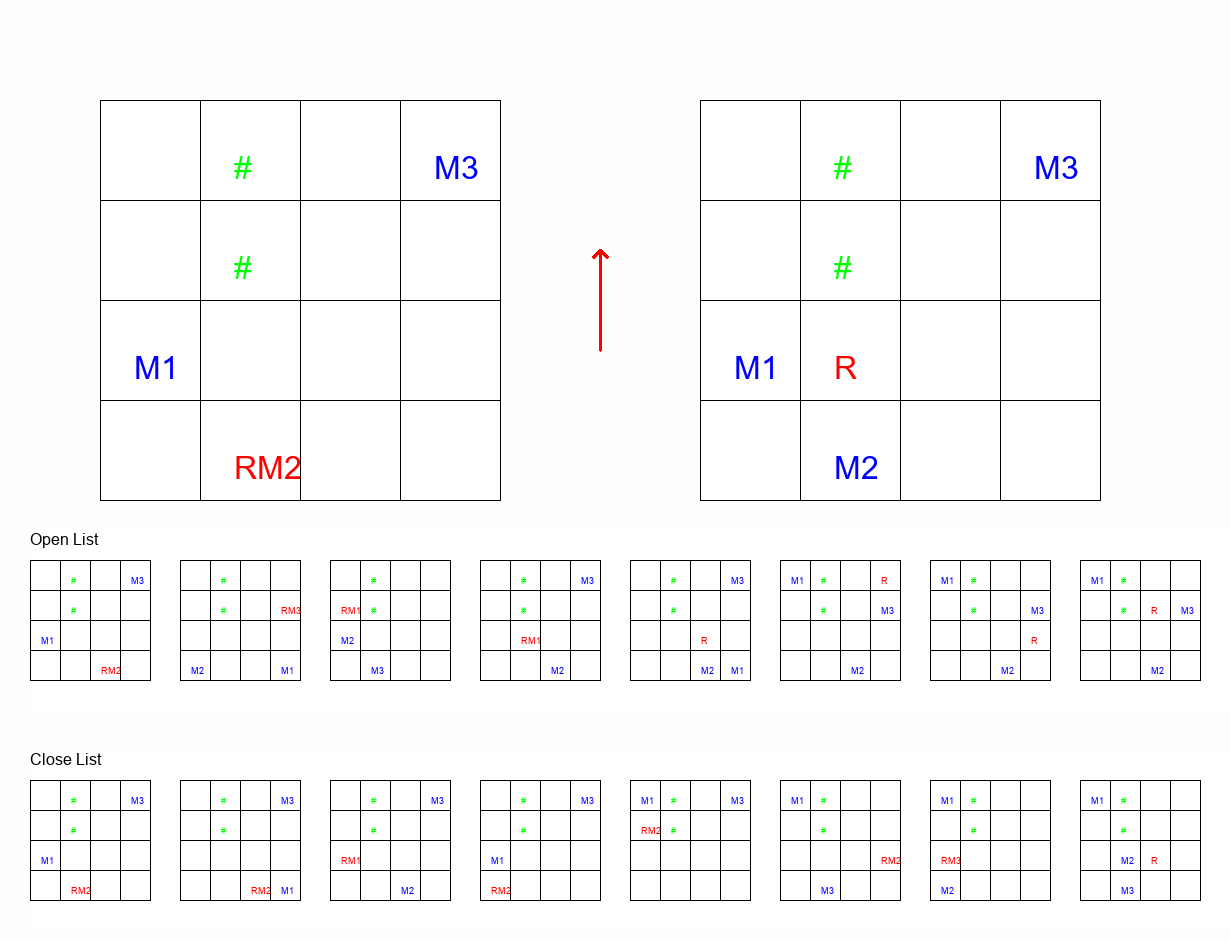 # M3 # M3
# #
M1 M1 R
RM2 M2
Open List
# M3 # # # M3 # M3 M1 # R M1 # M1 #
# # RM3 RM1 # # # # M3 # M3 # R M3
M1 M2 RM1 R R
RM2 M2 M1 M3 M2 M2 M1 M2 M2 M2
Close List
# M3 # M3 # M3 # M3 M1 # M3 M1 # M1 # M1 #
# # # # RM2 # # # #
M1 RM1 M1 RM2 RM3 M2 R
RM2 RM2 M1 M2 RM2 M3 M2 M3